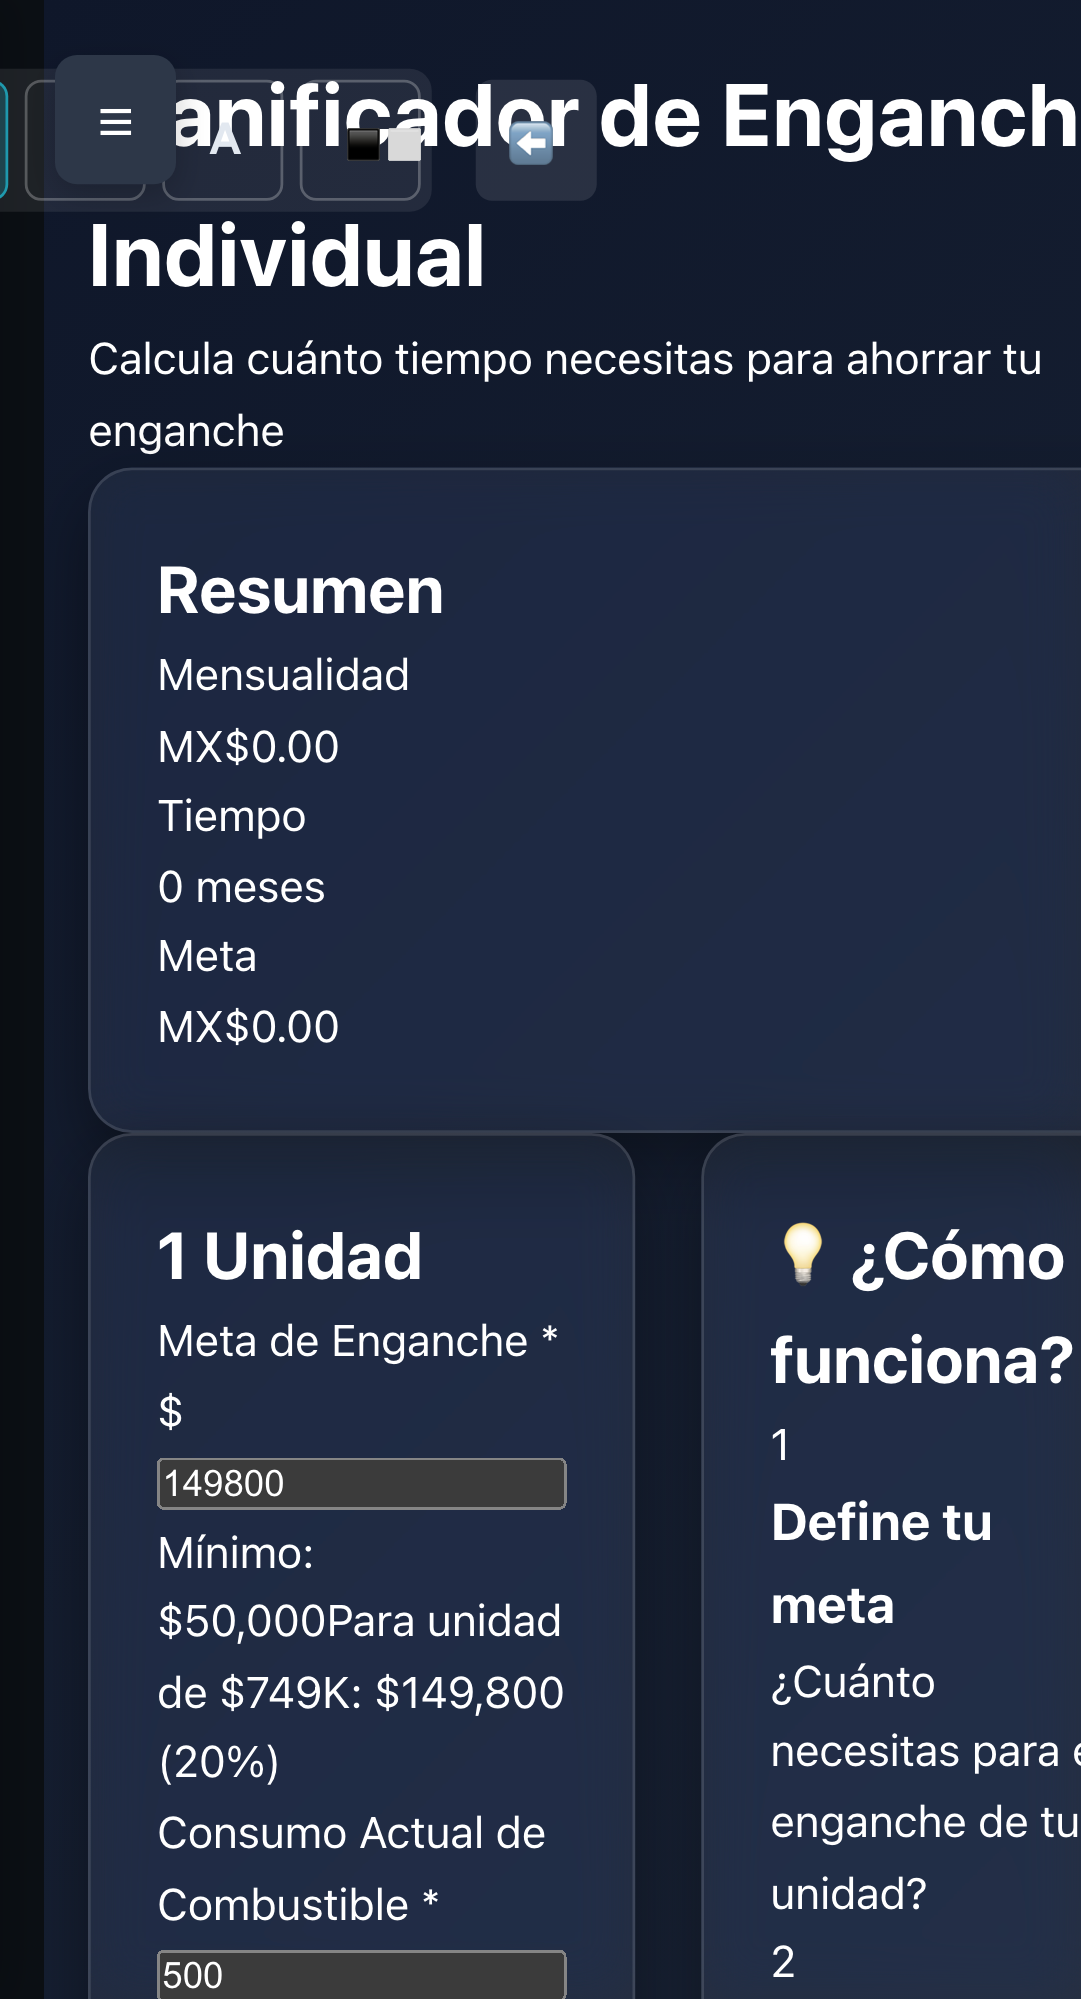 anificador de Enganch
A
Individual
Calcula cuánto tiempo necesitas para ahorrar tu
enganche
Resumen
Mensualidad
MX$0.00
Tiempo
0 meses
Meta
MX$0.00
1 Unidad
Meta de Enganche *
$
149800
Mínimo:
$50,000Para unidad
de $749K: $149,800
(20%)
Consumo Actual de
Combustible *
500
💡 ¿Cómo
funciona?
1
Define tu
meta
¿Cuánto
necesitas para e
enganche de tu
unidad?
2